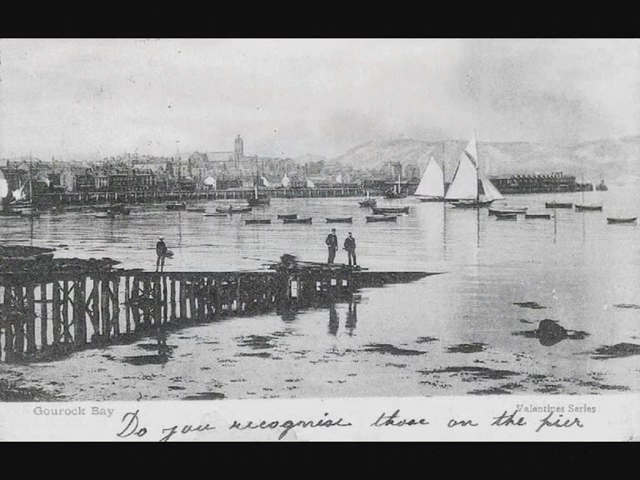 Gourock Bay
Valentines Series
Do you recognise those on the pier